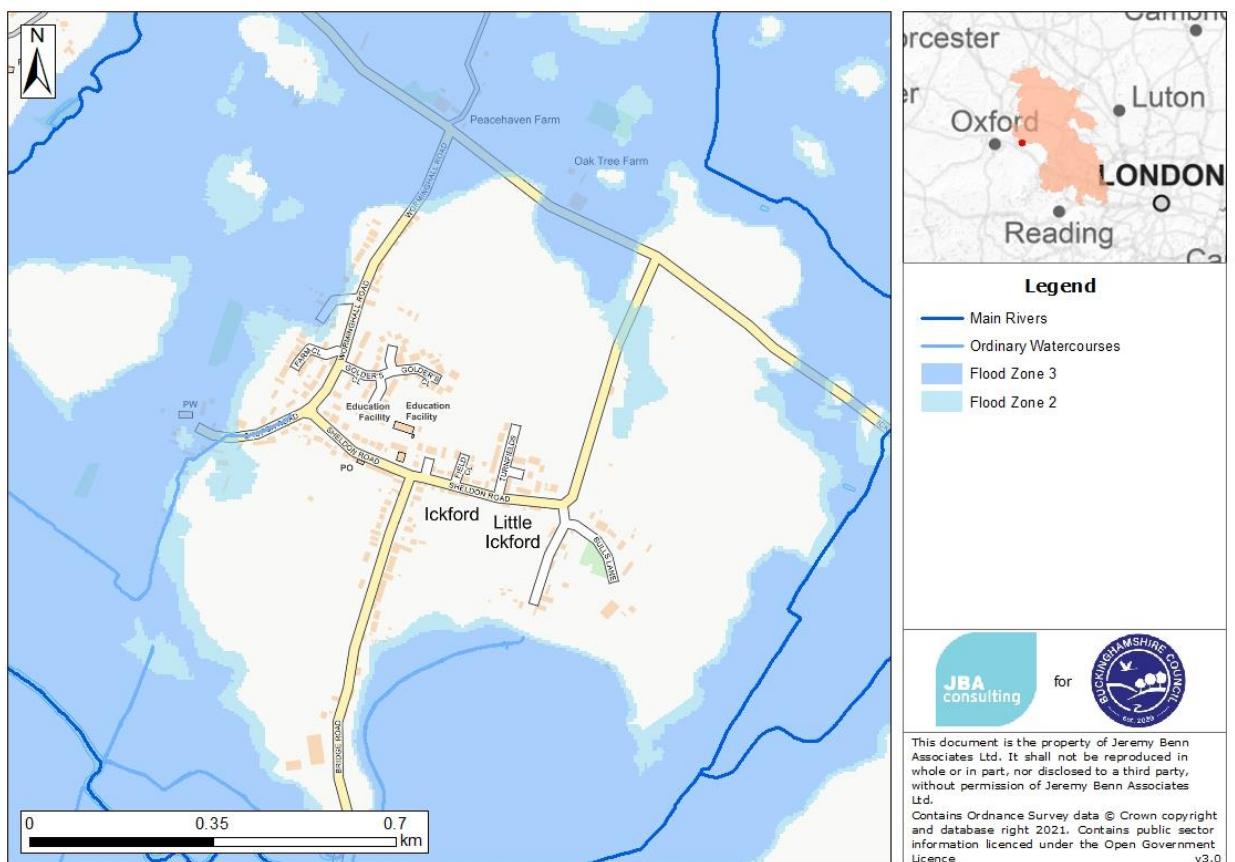 N
Peacehaven Farm
Oak Tree Farm
WORMINGHALL ROAD
WORMINGHALL ROAD
FARM CL
GOLDER'S
CL
GOLDER'S
CL
Education
Facility
Education
Facility
PW
SHELDON ROAD
PO
FIELD
CL
TURNFIELDS
SHELDON ROAD
Ickford
Little
Ickford
BULLS LANE
BRIDGE ROAD
0 0.35 0.7
km
Oxford
Luton
LONDON
Reading
Legend
Main Rivers
Ordinary Watercourses
Flood Zone 3
Flood Zone 2
JBA
consulting
for
BUCKINGHAMSHIRE COUNCIL
est. 2020
This document is the property of Jeremy Benn
Associates Ltd. It shall not be reproduced in
whole or in part, nor disclosed to a third party,
without permission of Jeremy Benn Associates
Ltd.
Contains Ordnance Survey data © Crown copyright
and database right 2021. Contains public sector
information licenced under the Open Government
Licence
v3.0